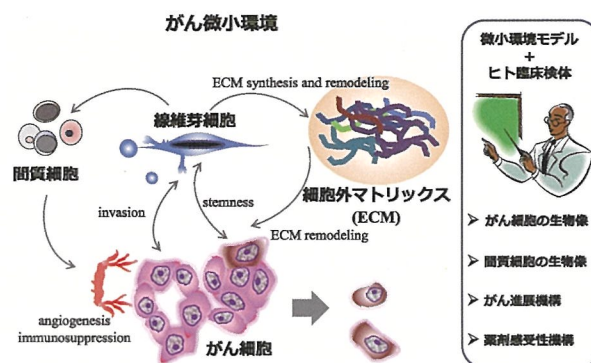 がん微小環境
ECM synthesis and remodeling
線維芽細胞
間質細胞
細胞外マトリックス
(ECM)
invasion
stemness
ECM remodeling
angiogenesis
immunosuppression
がん細胞
微小環境モデル
+
ヒト臨床検体
➢ がん細胞の生物像
➢ 間質細胞の生物像
➢ がん進展機構
➢ 薬剤感受性機構